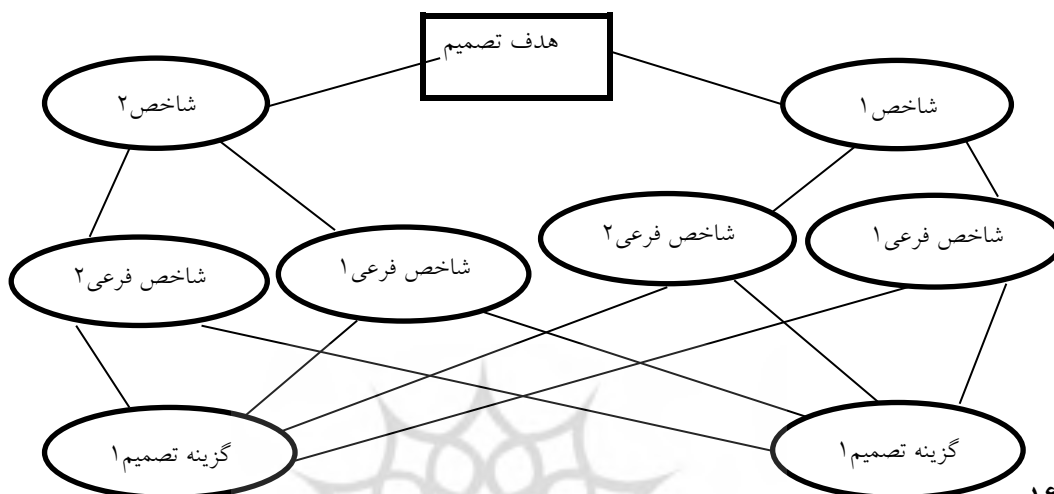 هدف تصمیم
شاخص۱
شاخص۲
شاخص فرعی۱
شاخص فرعی۲
شاخص فرعی۱
شاخص فرعی۲
گزینه تصمیم۱
گزینه تصمیم۱